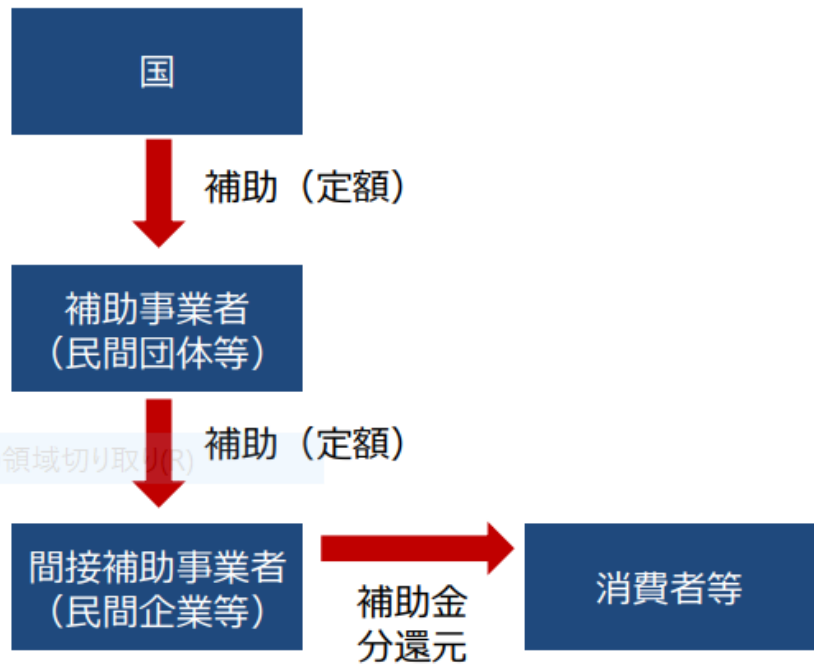 国
補助（定額）
補助事業者
（民間団体等）
補助（定額）
領域切り取り(R)
間接補助事業者
（民間企業等）
補助金
分還元
消費者等